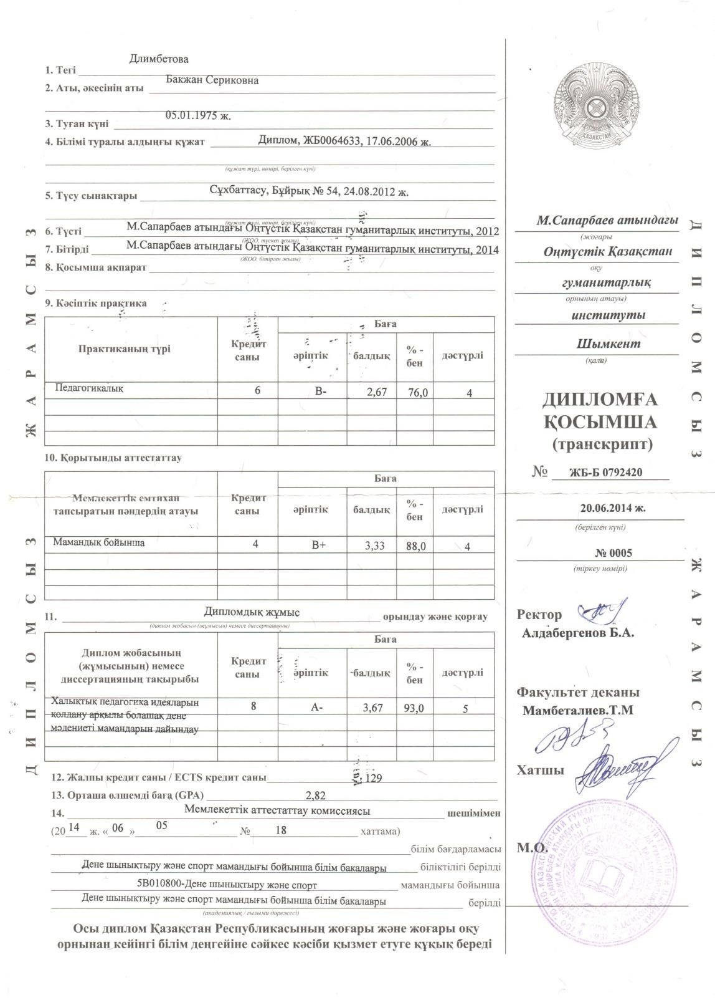 Длимбетова
1. Тегі
Бакжан Сериковна
2. Аты, әкесінің аты
05.01.1975 ж.
3. Туған күні
4. Білімі туралы алдыңғы құжат Диплом, ЖБ0064633, 17.06.2006 ж.
(құжат түрі, нөмірі, берілген күні)
5. Түсу сынақтары Сұхбаттасу, Бұйрық № 54, 24.08.2012 ж.
(құжат түрі, нөмірі, берілген күні)
6. Түсті М.Сапарбаев атындағы Оңтүстік Қазақстан гуманитарлық институты, 2012
(ЖОО, түскен жылы)
7. Бітірді М.Сапарбаев атындағы Оңтүстік Қазақстан гуманитарлық институты, 2014
(ЖОО, бітірген жылы)
8. Қосымша ақпарат
9. Кәсіптік практика
Практиканың түрі
Кредит саны
Баға
әріптік балдық % - бен дәстүрлі
Педагогикалық 6 B- 2,67 76,0 4
10. Қорытынды аттестаттау
Мемлекеттік емтихан
тапсыратын пәндердің атауы
Кредит саны
Баға
әріптік балдық % - бен дәстүрлі
Мамандық бойынша 4 B+ 3,33 88,0 4
11. Дипломдық жұмыс орындау және қорғау
(диплом жобасын (жұмысын) немесе диссертацияны)
Диплом жобасының
(жұмысының) немесе
диссертацияның тақырыбы
Кредит саны
Баға
әріптік балдық % - бен дәстүрлі
Халықтық педагогика идеяларын 8 A- 3,67 93,0 5
қолдану арқылы болашақ дене
мәдениеті мамандарын дайындау
12. Жалпы кредит саны / ECTS кредит саны 129
13. Орташа өлшемді баға (GPA) 2,82
14. Мемлекеттік аттестаттау комиссиясы шешімімен
(2014 ж. «06» 05 № 18 хаттама)
білім бағдарламасы
Дене шынықтыру және спорт мамандығы бойынша білім бакалавры біліктілігі берілді
5В010800-Дене шынықтыру және спорт мамандығы бойынша
Дене шынықтыру және спорт мамандығы бойынша білім бакалавры берілді
(академиялық / ғылыми дәрежесі)
Осы диплом Қазақстан Республикасының жоғары және жоғары оқу
орнынан кейінгі білім деңгейіне сәйкес кәсіби қызмет етуге құқық береді
ҚАЗАҚСТАН
М.Сапарбаев атындағы
(жоғары
Оңтүстік Қазақстан
оқу
гуманитарлық
орнының атауы)
институты
Шымкент
(қала)
ДИПЛОМҒА
ҚОСЫМША
(транскрипт)
№ ЖБ-Б 0792420
20.06.2014 ж.
(берілген күні)
№ 0005
(тіркеу нөмірі)
Ректор
Алдабергенов Б.А.
Факультет деканы
Мамбеталиев.Т.М
Хатшы
М.О.
ДИПЛОМСЫЗ ЖАРАМСЫЗ
ДИПЛОМСЫЗ ЖАРАМСЫЗ